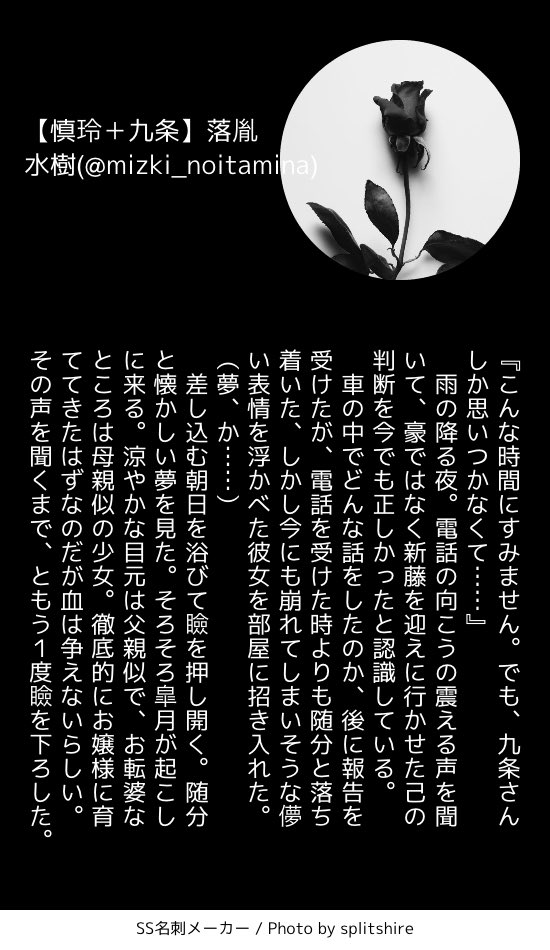 【慎玲＋九条】落胤
水樹(@mizki_noitamina)
『こんな時間にすみません。でも、九条さん
しか思いつかなくて……』
　雨の降る夜。電話の向こうの震える声を聞
いて、豪ではなく新藤を迎えに行かせた己の
判断を今でも正しかったと認識している。
　車の中でどんな話をしたのか、後に報告を
受けたが、電話を受けた時よりも随分と落ち
着いた、しかし今にも崩れてしまいそうな儚
い表情を浮かべた彼女を部屋に招き入れた。
（夢、か……）
　差し込む朝日を浴びて瞼を押し開く。随分
と懐かしい夢を見た。そろそろ皐月が起こし
に来る。涼やかな目元は父親似で、お転婆な
ところは母親似の少女。徹底的にお嬢様に育
ててきたはずなのだが血は争えないらしい。
その声を聞くまで、ともう１度瞼を下ろした。
SS名刺メーカー / Photo by splitshire